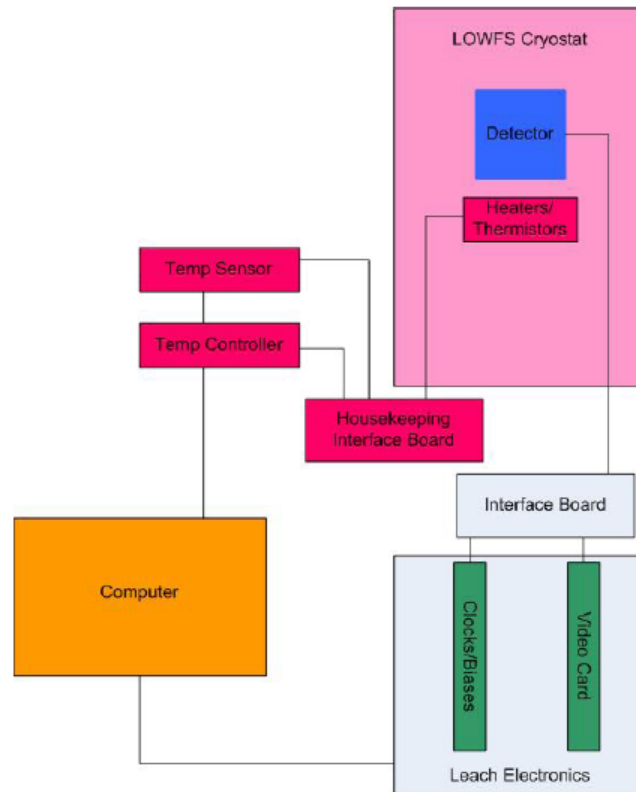 LOWFS Cryostat
Detector
Heaters/
Thermistors
Temp Sensor
Temp Controller
Housekeeping
Interface Board
Interface Board
Computer
Clocks/Biases
Video Card
Leach Electronics